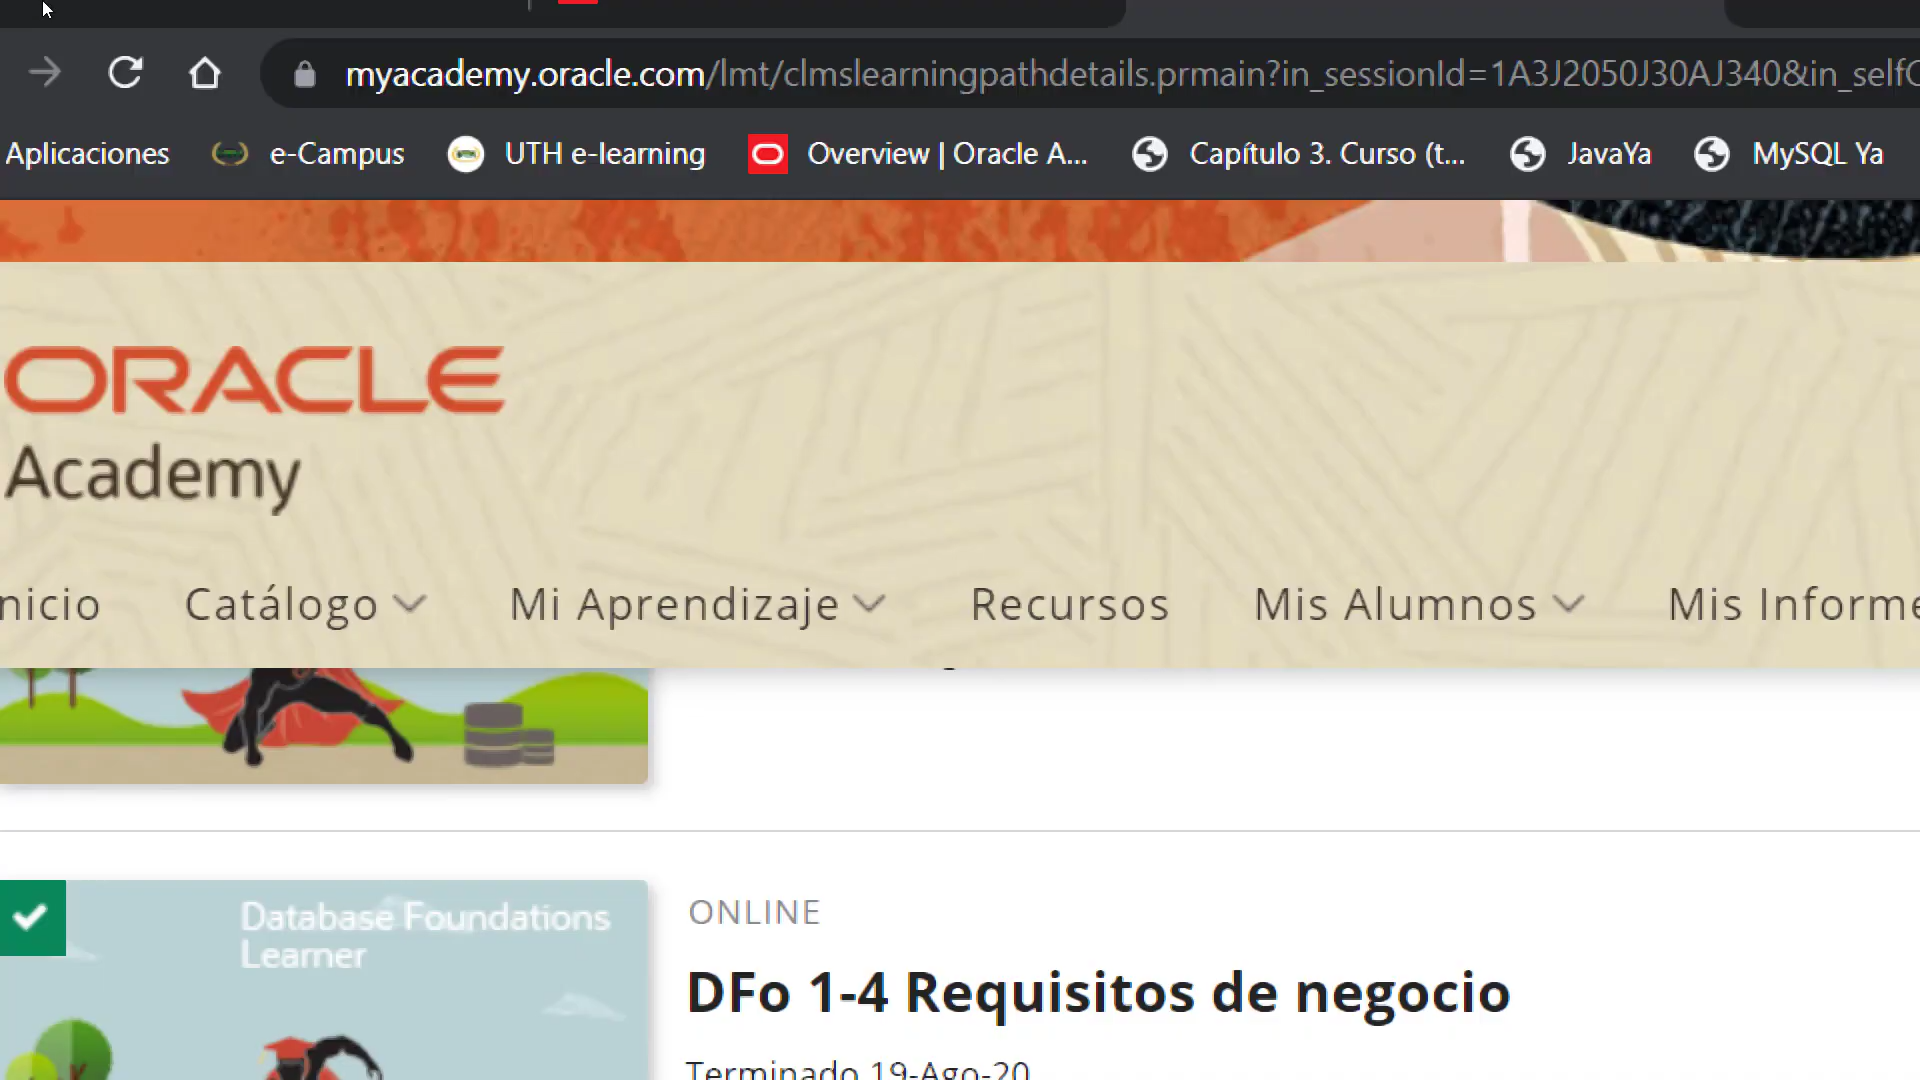 myacademy.oracle.com/lmt/clmslearningpathdetails.prmain?in_sessionId=1A3J2050J30AJ340&in_self
Aplicaciones e-Campus UTH e-learning Overview | Oracle A... Capítulo 3. Curso (t... JavaYa MySQL Ya
ORACLE
Academy
nicio Catálogo Mi Aprendizaje Recursos Mis Alumnos Mis Informe
Database Foundations
Learner
ONLINE
DFo 1-4 Requisitos de negocio
Terminado 19-Ago-20